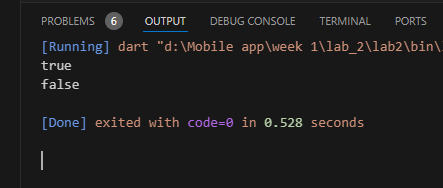 PROBLEMS 6 OUTPUT DEBUG CONSOLE TERMINAL PORTS
[Running] dart "d:\Mobile app\week 1\lab_2\lab2\bin\
true
false
[Done] exited with code=0 in 0.528 seconds